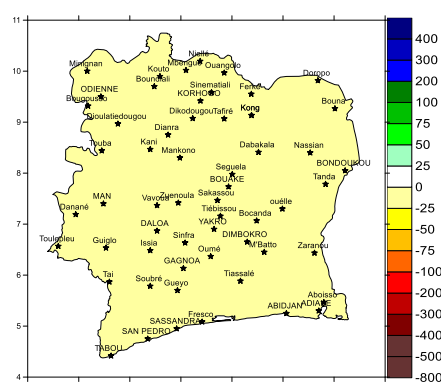 11
400
Niellé
Mbengué
Ouangolo
300
Minignan
Kouto
10
Doropo
Boundiali
Sinematiali
Ferké
200
ODIENNE
KORHOGO
Bougousso
Kong
Bouna
100
Dioulatiedougou
Dikodougou
Tafiré
9
75
Dianra
Touba
Kani
Mankono
Dabakala
Nassian
50
BONDOUKOU
25
8
Seguela
Tanda
BOUAKE
0
MAN
Vavoua
Zuenoula
Sakassou
ouëlle
-25
Danané
Tiébissou
Bocanda
7
DALOA
YAKRO
-50
Touleupleu
Guiglo
Sinfra
DIMBOKRO
-75
Issia
Oumé
M'Batto
Zaranou
6
GAGNOA
-100
Tai
Soubré
Gueyo
Tiassalé
-200
Aboisso
ADIAKE
5
Fresco
ABIDJAN
-300
SASSANDRA
SAN PEDRO
-400
TABOU
-500
4
-800